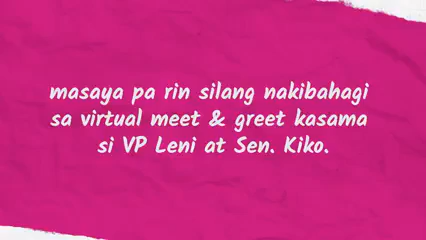 masaya pa rin silang nakibahagi
sa virtual meet & greet kasama
si VP Leni at Sen. Kiko.